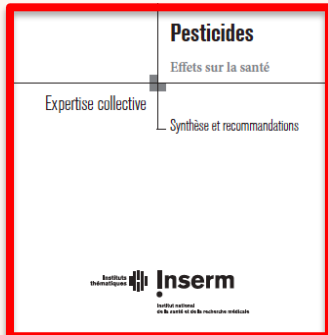 Pesticides
Effets sur la santé
Expertise collective
Synthèse et recommandations
Instituts
thématiques
Inserm
Institut national
de la santé et de la recherche médicale